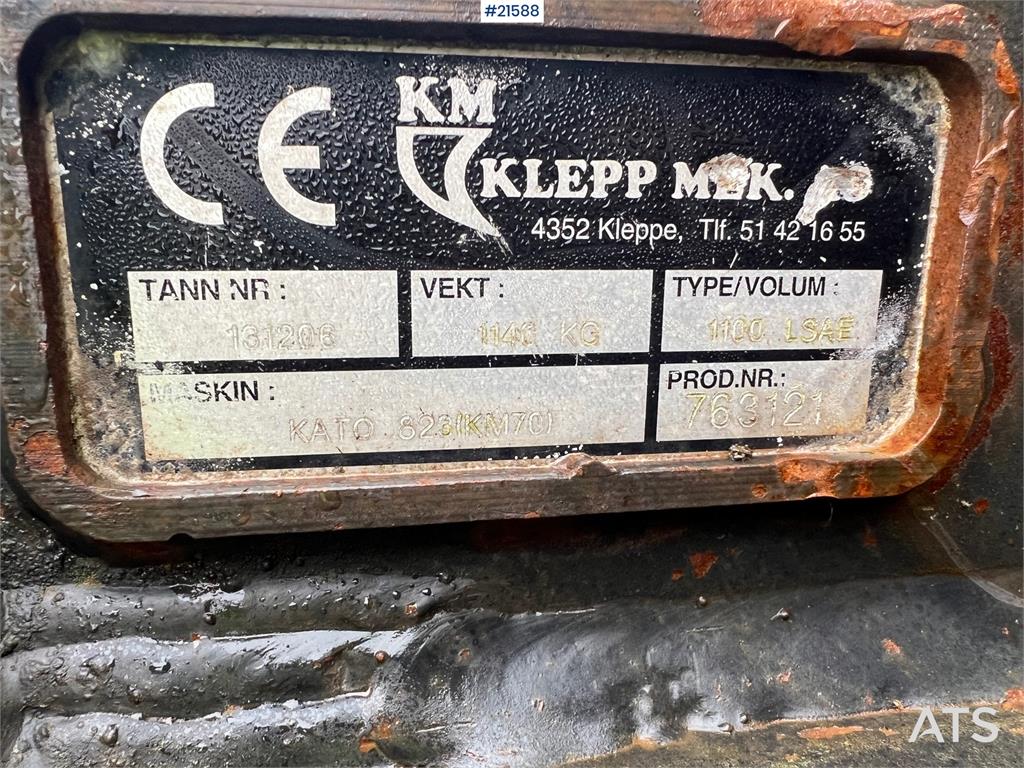 #21588
CE
KM
KLEPP MEK.
4352 Kleppe, Tlf. 51 42 16 55
TANN NR : VEKT : TYPE/VOLUM :
131206 1140 KG 1100 LSAE
MASKIN : PROD.NR.:
KATO 823(KM70) 763121
ATS